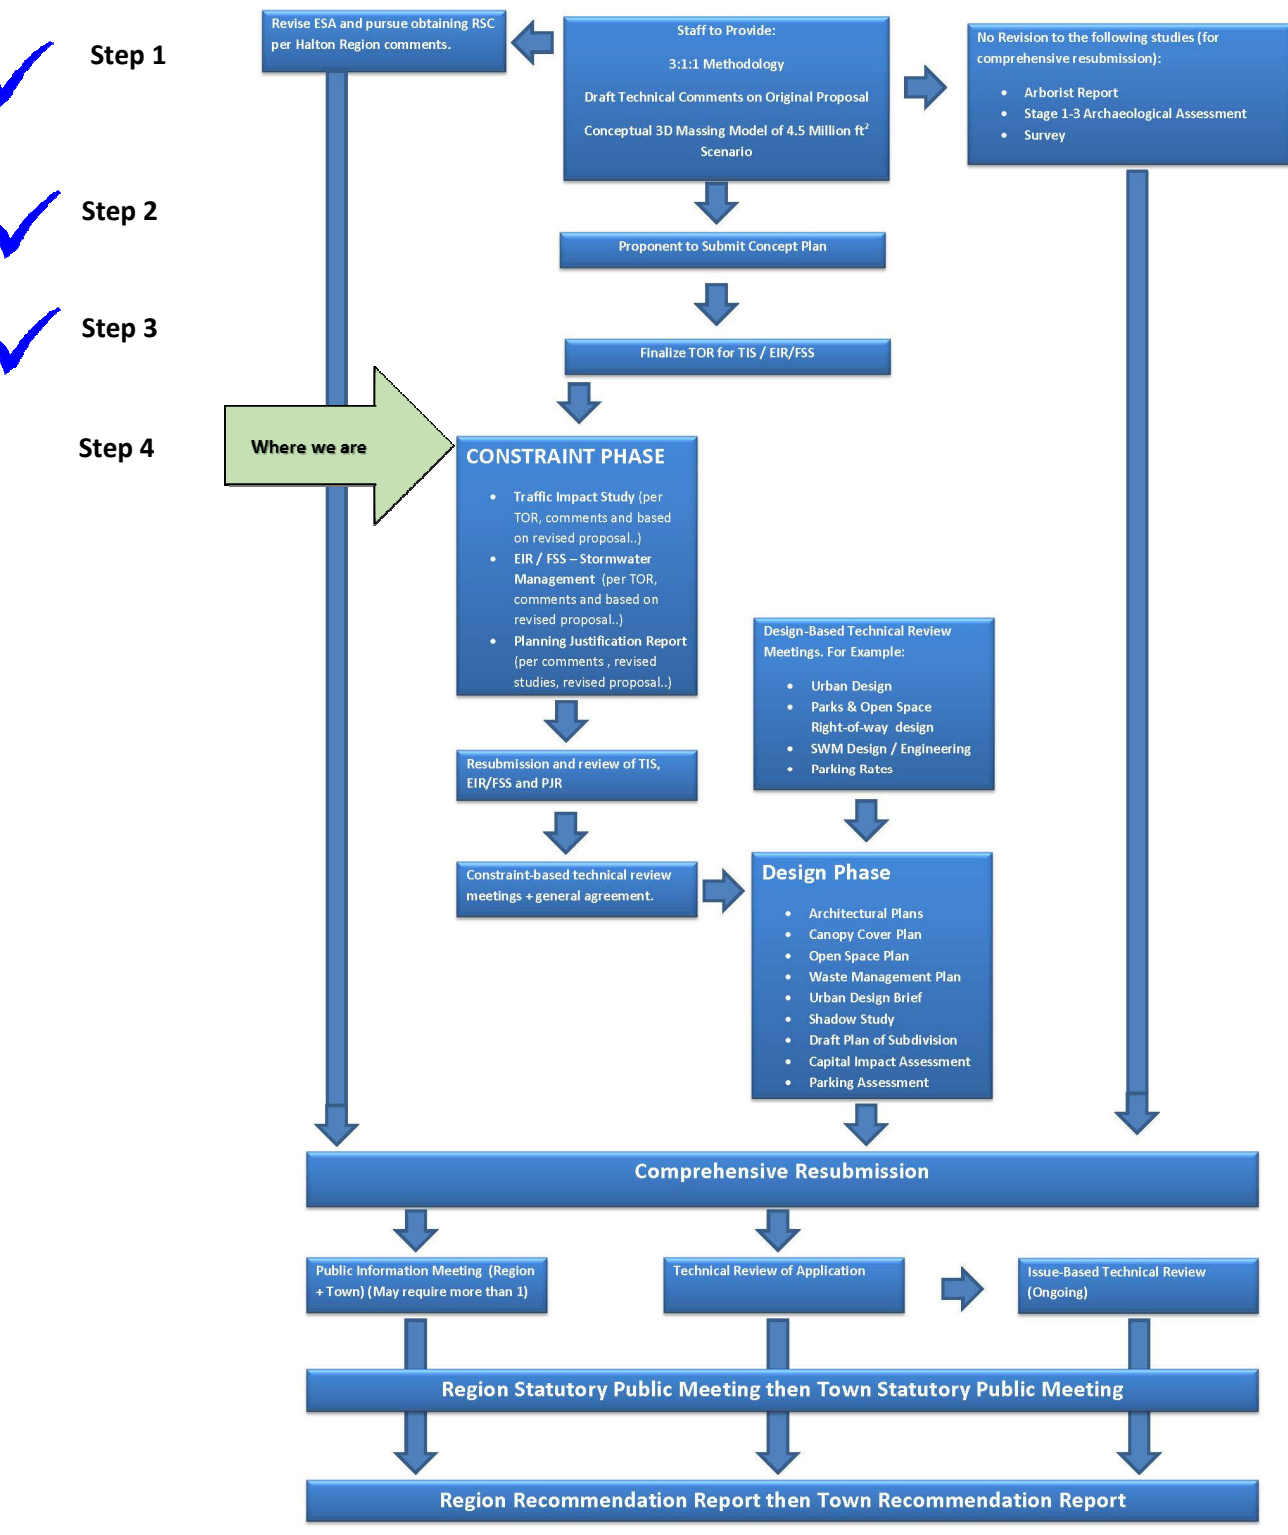 Step 1
Revise ESA and pursue obtaining RSC
per Halton Region comments.
Staff to Provide:
3:1:1 Methodology
Draft Technical Comments on Original Proposal
Conceptual 3D Massing Model of 4.5 Million ft²
Scenario
No Revision to the following studies (for
comprehensive resubmission):
• Arborist Report
• Stage 1-3 Archaeological Assessment
• Survey
Step 2
Proponent to Submit Concept Plan
Step 3
Finalize TOR for TIS / EIR/FSS
Step 4
Where we are
CONSTRAINT PHASE
• Traffic Impact Study (per
TOR, comments and based
on revised proposal..)
• EIR / FSS – Stormwater
Management (per TOR,
comments and based on
revised proposal..)
• Planning Justification Report
(per comments , revised
studies, revised proposal..)
Design-Based Technical Review
Meetings. For Example:
• Urban Design
• Parks & Open Space
Right-of-way design
• SWM Design / Engineering
• Parking Rates
Resubmission and review of TIS,
EIR/FSS and PJR
Constraint-based technical review
meetings + general agreement.
Design Phase
• Architectural Plans
• Canopy Cover Plan
• Open Space Plan
• Waste Management Plan
• Urban Design Brief
• Shadow Study
• Draft Plan of Subdivision
• Capital Impact Assessment
• Parking Assessment
Comprehensive Resubmission
Public Information Meeting (Region
+ Town) (May require more than 1)
Technical Review of Application
Issue-Based Technical Review
(Ongoing)
Region Statutory Public Meeting then Town Statutory Public Meeting
Region Recommendation Report then Town Recommendation Report